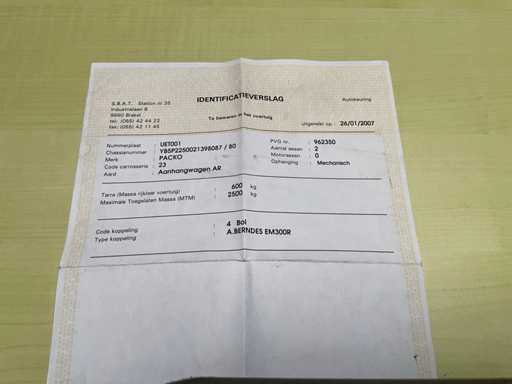 S.B.A.T. Station nr 35
Industrielaan 8
9660 Brakel
tel: (055) 42 44 22
fax: (055) 42 11 45
IDENTIFICATIEVERSLAG
Autokeuring
Te bewaren in het voertuig
uitgereikt op : 26/01/2007
Nummerplaat : UET001
Chassisnummer : YB5P2250021398087 / 80
Merk : PACKO
Code carrosserie : 23
Aard : Aanhangwagen AR
PVG nr. : 962350
Aantal assen : 2
Motorassen : 0
Ophanging : Mechanisch
Tarra (Massa rijklaar voertuig) : 600 kg
Maximale Toegelaten Massa (MTM) : 2500 kg
Code koppeling : 4 Bol
Type koppeling : A.BERNDES EM300R